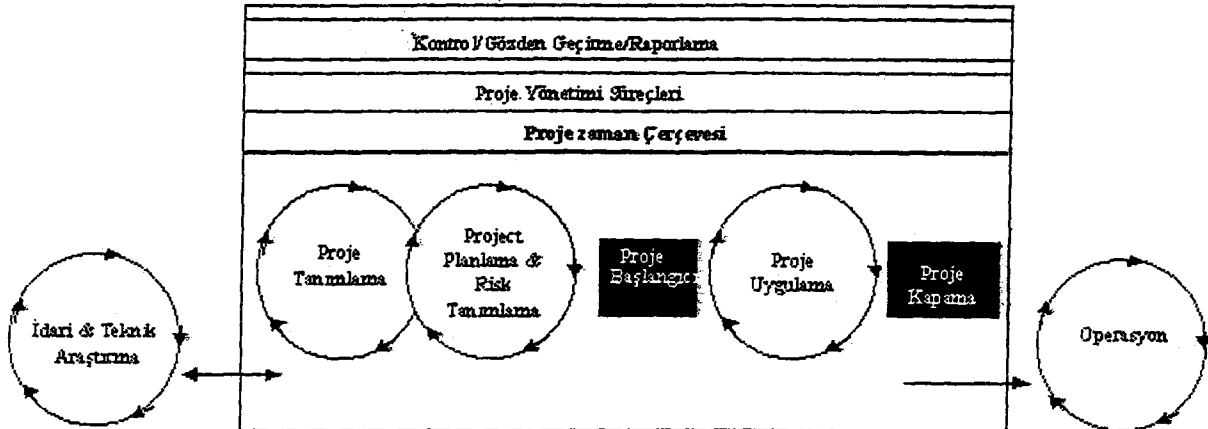 Kontrol/Gözden Geçirme/Raporlama
Proje Yönetimi Süreçleri
Proje zaman Çerçevesi
Proje
Tanımlama
Project
Planlama &
Risk
Tanımlama
Proje
Başlangıcı
Proje
Uygulama
Proje
Kapama
İdari & Teknik
Araştırma
Operasyon